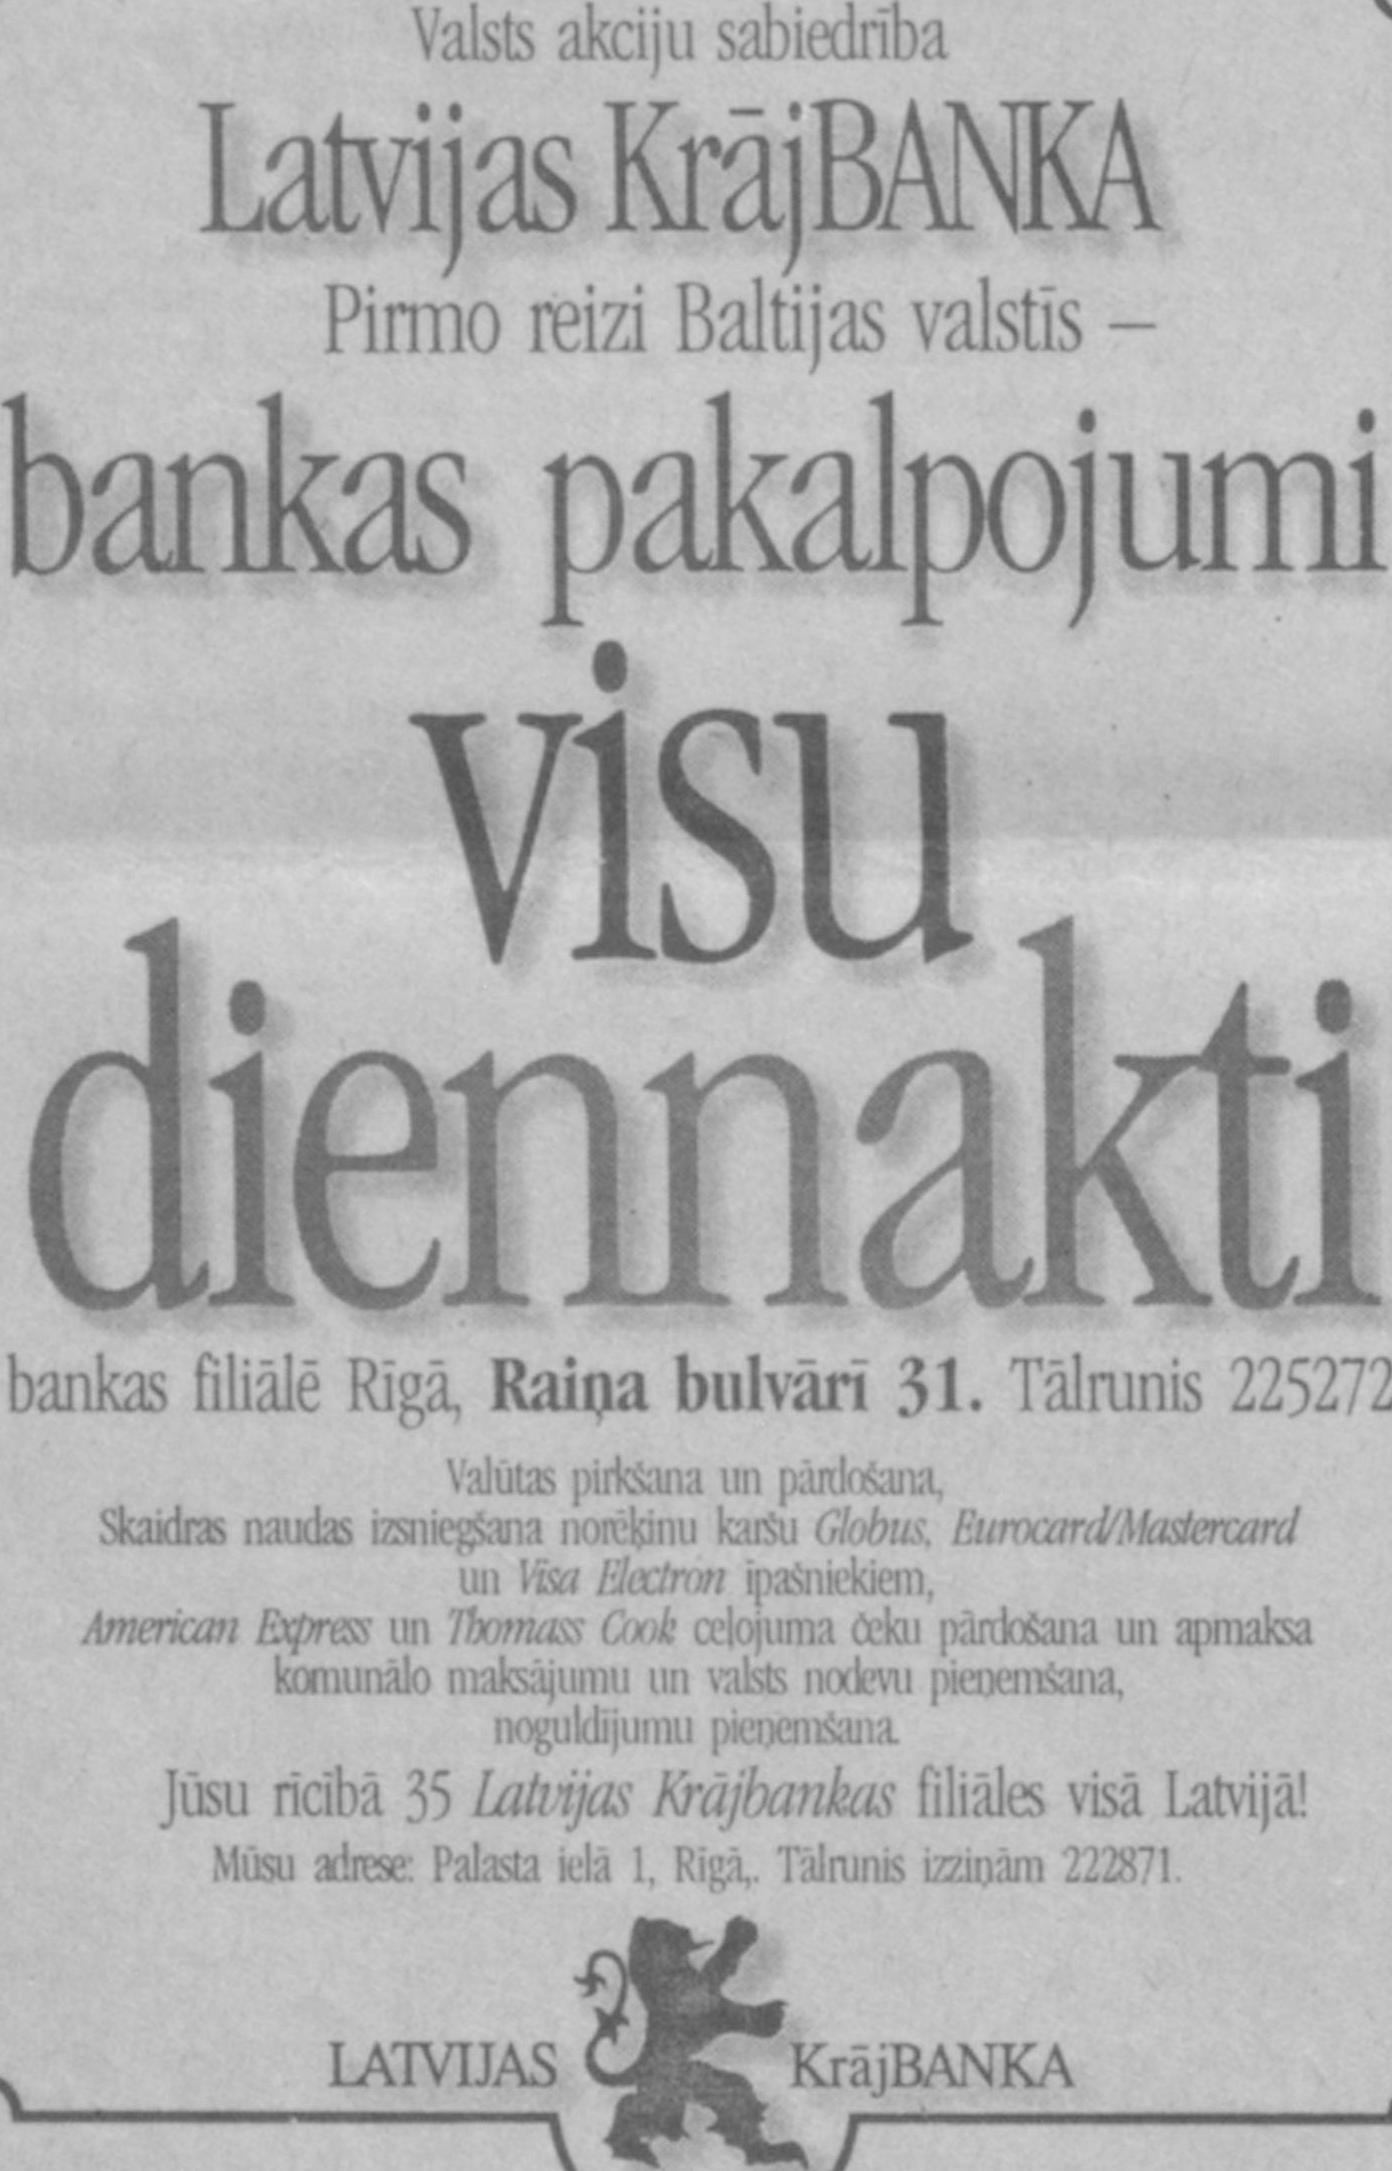 Valsts akciju sabiedrība
Latvijas KrājBANKA
Pirmo reizi Baltijas valstīs –
bankas pakalpojumi
visu
diennakti
bankas filiālē Rīgā, Raiņa bulvārī 31. Tālrunis 225272
Valūtas pirkšana un pārdošana,
Skaidras naudas izsniegšana norēķinu karšu Globus, Eurocard/Mastercard
un Visa Electron īpašniekiem,
American Express un Thomass Cook ceļojuma čeku pārdošana un apmaksa
komunālo maksājumu un valsts nodevu pieņemšana,
noguldījumu pieņemšana.
Jūsu rīcībā 35 Latvijas Krājbankas filiāles visā Latvijā!
Mūsu adrese: Palasta ielā 1, Rīgā,. Tālrunis izziņām 222871.
LATVIJAS KrājBANKA